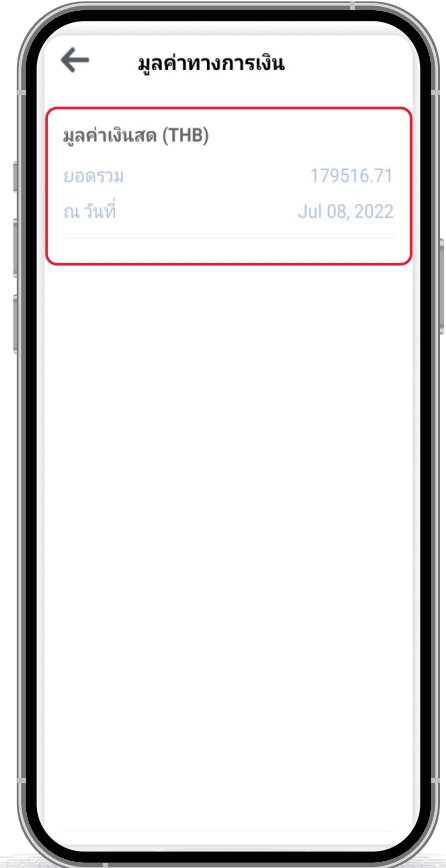 มูลค่าทางการเงิน
มูลค่าเงินสด (THB)
ยอดรวม 179516.71
ณ วันที่ Jul 08, 2022